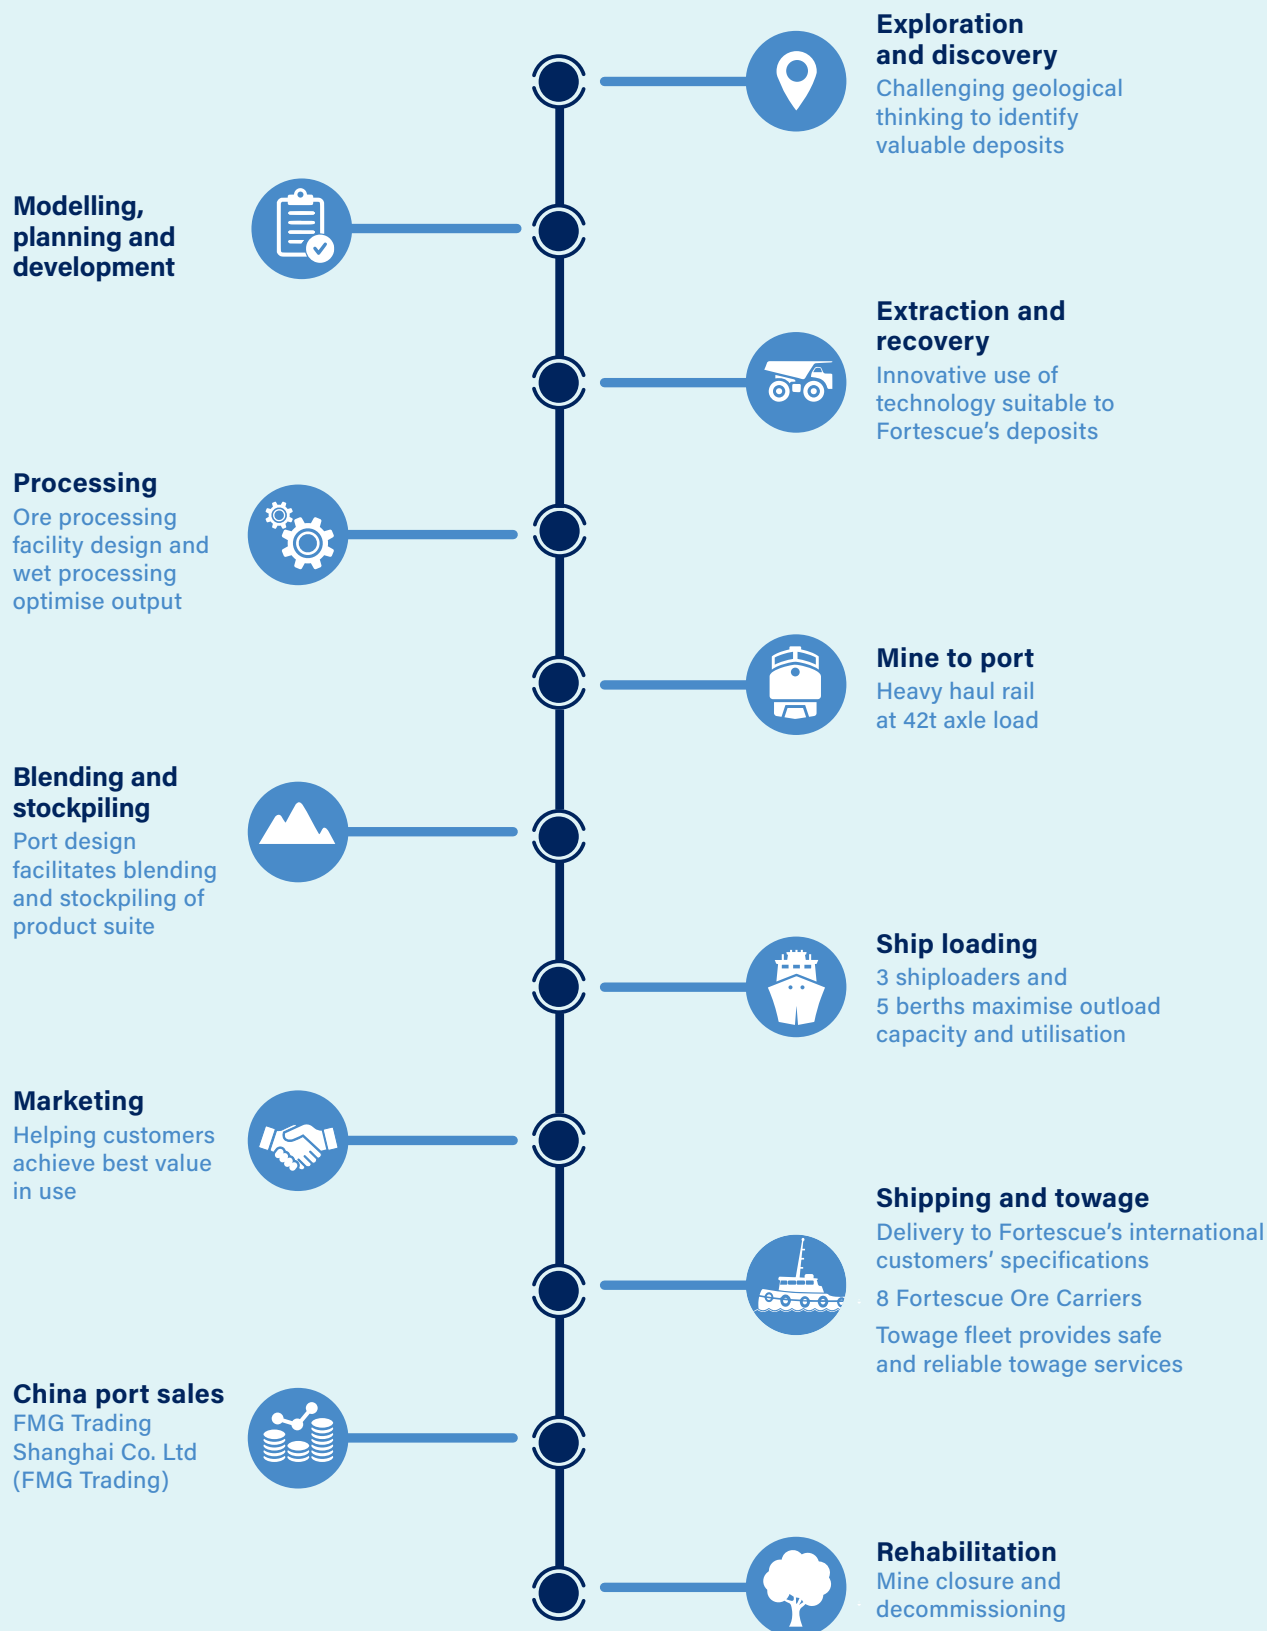 Exploration
and discovery
Challenging geological
thinking to identify
valuable deposits
Modelling,
planning and
development
Extraction and
recovery
Innovative use of
technology suitable to
Fortescue’s deposits
Processing
Ore processing
facility design and
wet processing
optimise output
Mine to port
Heavy haul rail
at 42t axle load
Blending and
stockpiling
Port design
facilitates blending
and stockpiling of
product suite
Ship loading
3 shiploaders and
5 berths maximise outload
capacity and utilisation
Marketing
Helping customers
achieve best value
in use
Shipping and towage
Delivery to Fortescue’s international
customers’ specifications
8 Fortescue Ore Carriers
Towage fleet provides safe
and reliable towage services
China port sales
FMG Trading
Shanghai Co. Ltd
(FMG Trading)
Rehabilitation
Mine closure and
decommissioning